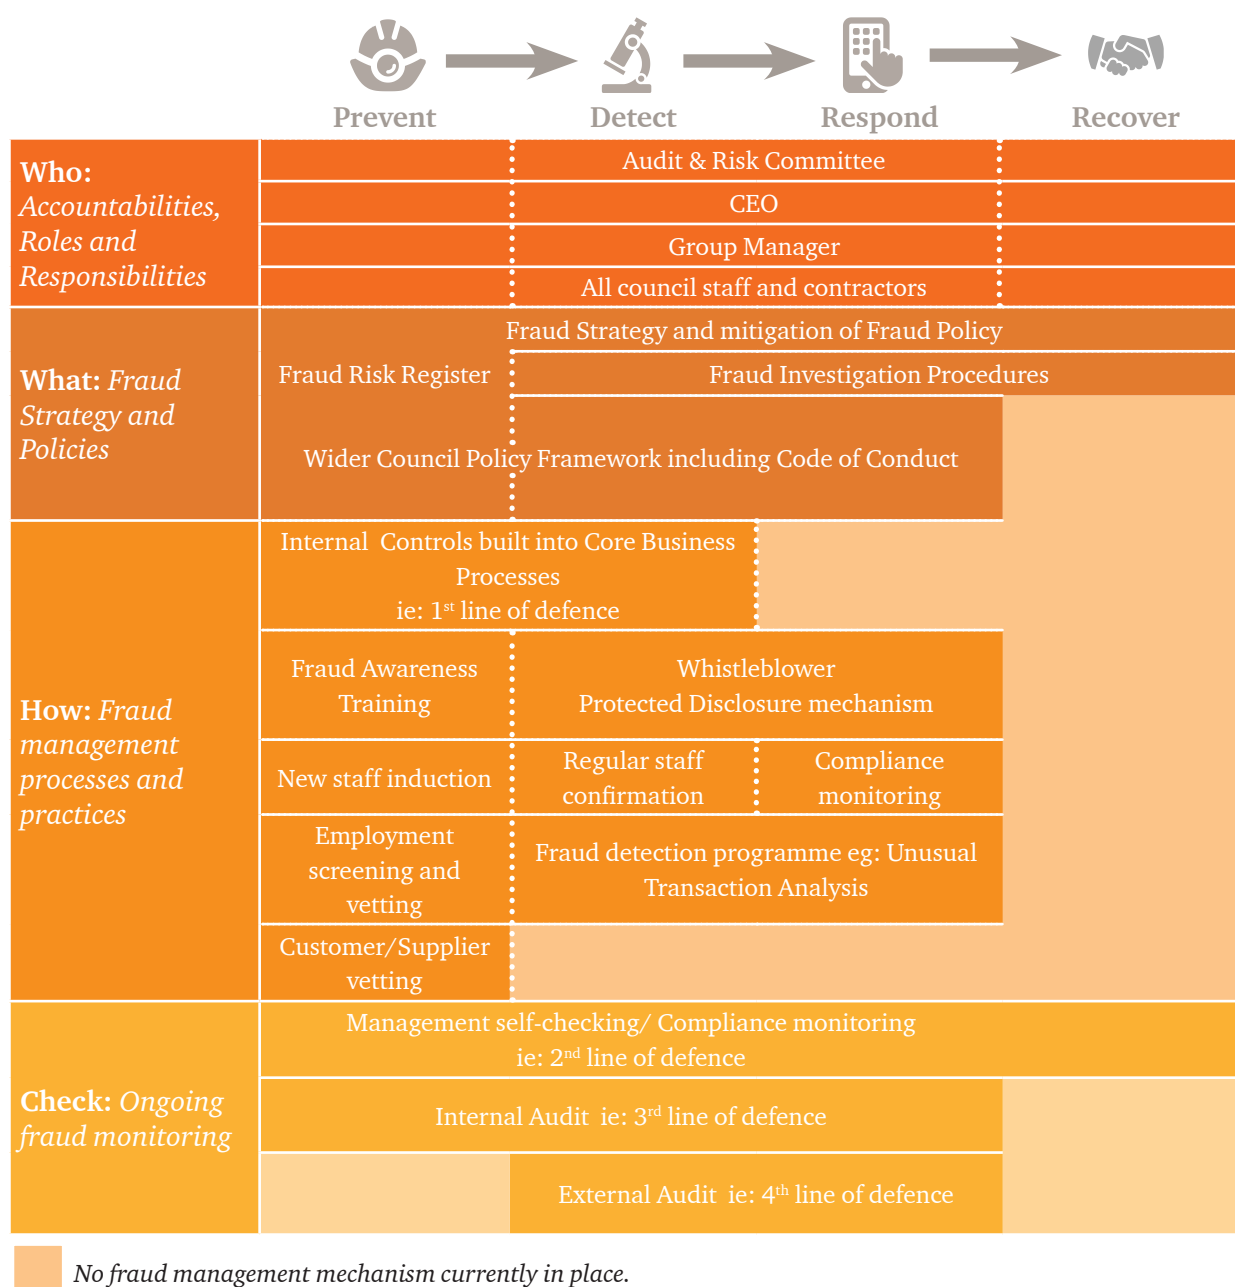 Prevent
Detect
Respond
Recover
Who:
Accountabilities,
Roles and
Responsibilities
Audit & Risk Committee
CEO
Group Manager
All council staff and contractors
What: Fraud
Strategy and
Policies
Fraud Strategy and mitigation of Fraud Policy
Fraud Risk Register
Fraud Investigation Procedures
Wider Council Policy Framework including Code of Conduct
How: Fraud
management
processes and
practices
Internal Controls built into Core Business
Processes
ie: 1st line of defence
Fraud Awareness
Training
Whistleblower
Protected Disclosure mechanism
New staff induction
Regular staff
confirmation
Compliance
monitoring
Employment
screening and
vetting
Fraud detection programme eg: Unusual
Transaction Analysis
Customer/Supplier
vetting
Check: Ongoing
fraud monitoring
Management self-checking/ Compliance monitoring
ie: 2nd line of defence
Internal Audit ie: 3rd line of defence
External Audit ie: 4th line of defence
No fraud management mechanism currently in place.